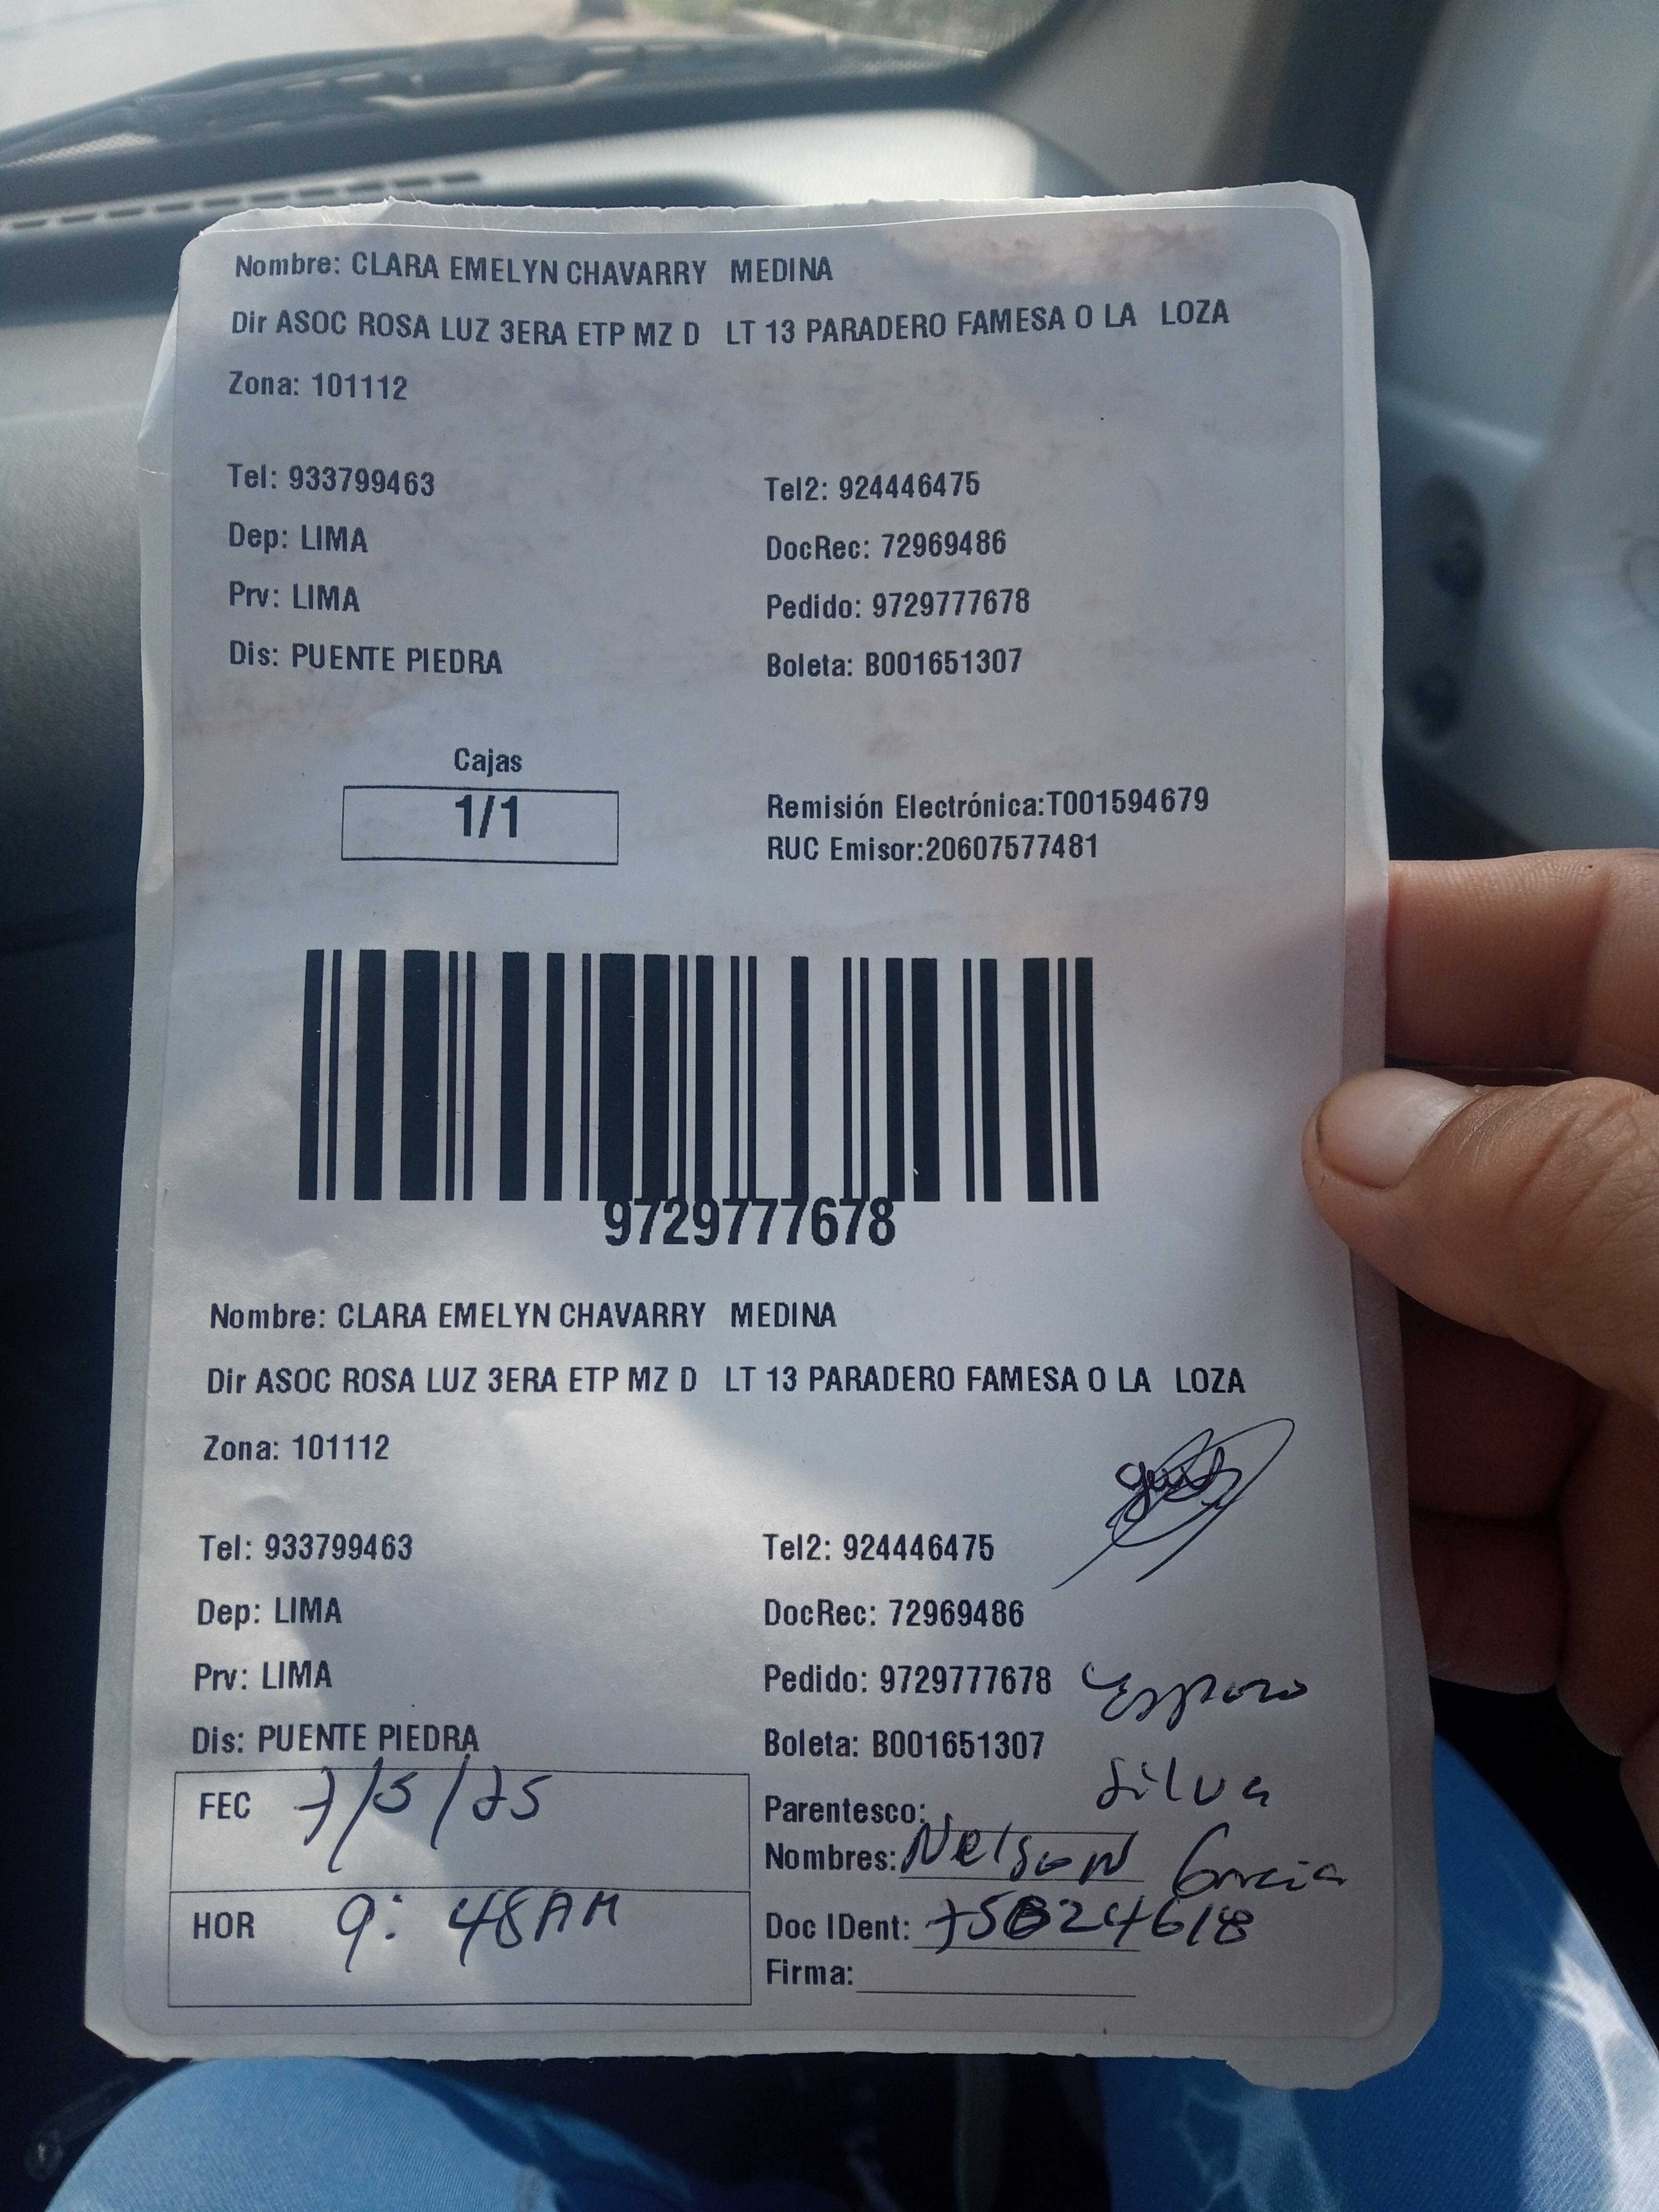 Nombre: CLARA EMELYN CHAVARRY MEDINA
Dir ASOC ROSA LUZ 3ERA ETP MZ D LT 13 PARADERO FAMESA O LA LOZA
Zona: 101112
Tel: 933799463 Tel2: 924446475
Dep: LIMA DocRec: 72969486
Prv: LIMA Pedido: 9729777678
Dis: PUENTE PIEDRA Boleta: B001651307
Cajas
1/1
Remisión Electrónica:T001594679
RUC Emisor:20607577481
9729777678
Nombre: CLARA EMELYN CHAVARRY MEDINA
Dir ASOC ROSA LUZ 3ERA ETP MZ D LT 13 PARADERO FAMESA O LA LOZA
Zona: 101112
Tel: 933799463 Tel2: 924446475
Dep: LIMA DocRec: 72969486
Prv: LIMA Pedido: 9729777678 Esposo
Dis: PUENTE PIEDRA Boleta: B001651307
FEC 7/5/25 Parentesco: Silva
Nombres: Nelson Garcia
HOR 9:48AM Doc IDent:
Firma: